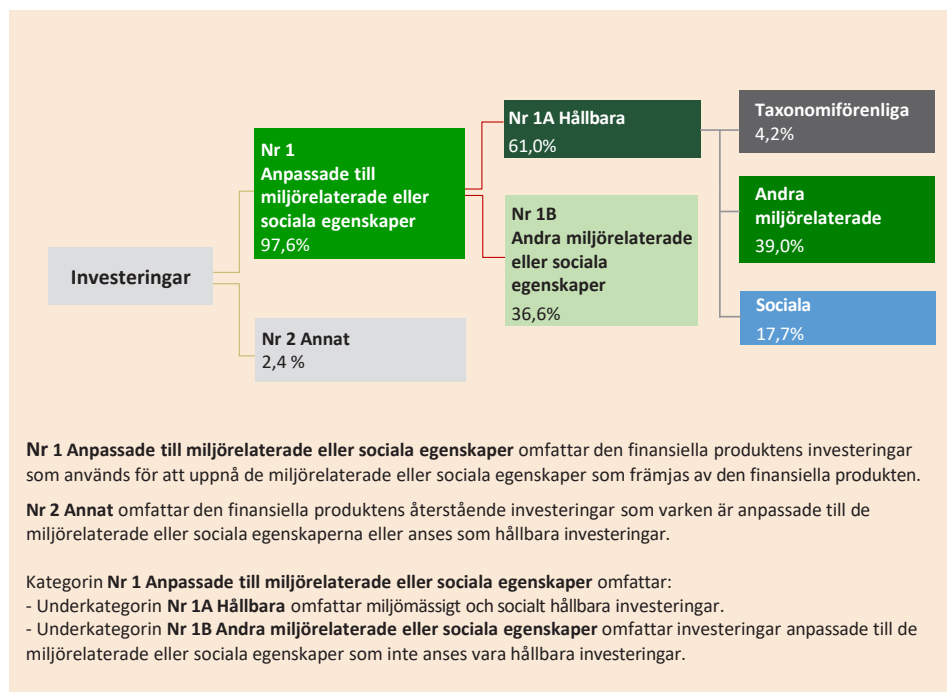 Investeringar
Nr 1
Anpassade till
miljörelaterade eller
sociala egenskaper
97,6%
Nr 2 Annat
2,4 %
Nr 1A Hållbara
61,0%
Nr 1B
Andra miljörelaterade
eller sociala
egenskaper
36,6%
Taxonomiförenliga
4,2%
Andra
miljörelaterade
39,0%
Sociala
17,7%
Nr 1 Anpassade till miljörelaterade eller sociala egenskaper omfattar den finansiella produktens investeringar
som används för att uppnå de miljörelaterade eller sociala egenskaper som främjas av den finansiella produkten.
Nr 2 Annat omfattar den finansiella produktens återstående investeringar som varken är anpassade till de
miljörelaterade eller sociala egenskaperna eller anses som hållbara investeringar.
Kategorin Nr 1 Anpassade till miljörelaterade eller sociala egenskaper omfattar:
- Underkategorin Nr 1A Hållbara omfattar miljömässigt och socialt hållbara investeringar.
- Underkategorin Nr 1B Andra miljörelaterade eller sociala egenskaper omfattar investeringar anpassade till de
miljörelaterade eller sociala egenskaper som inte anses vara hållbara investeringar.